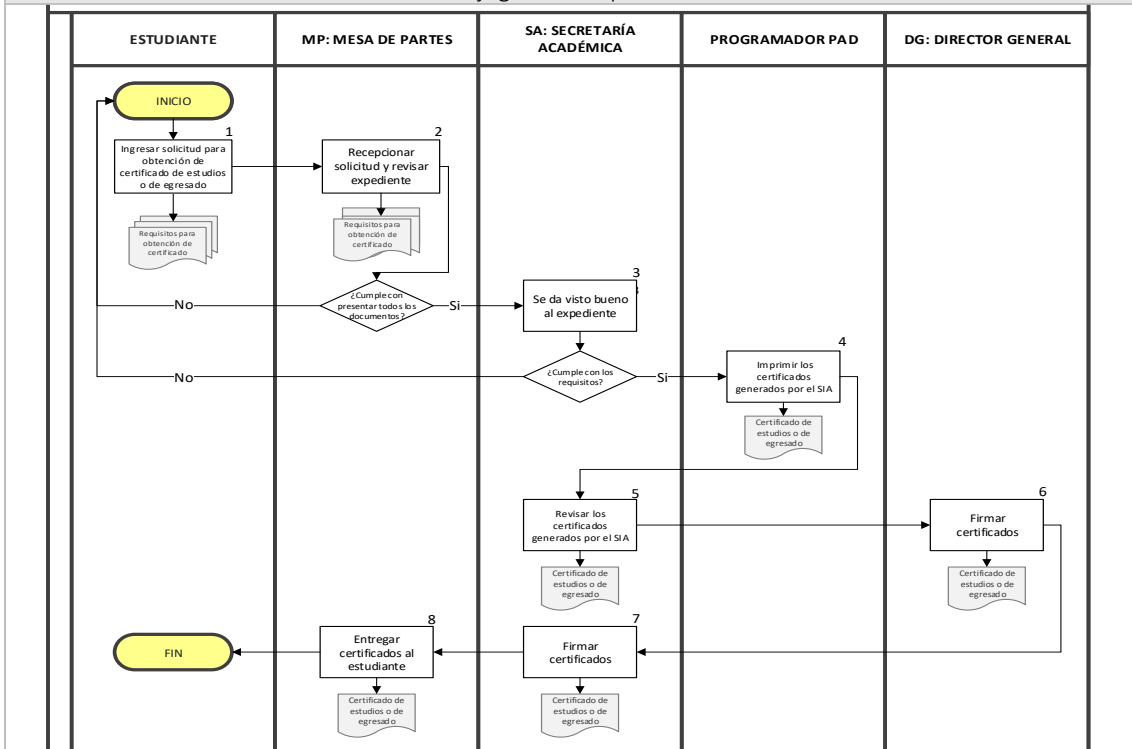 ESTUDIANTE
MP: MESA DE PARTES
SA: SECRETARÍA
ACADÉMICA
PROGRAMADOR PAD
DG: DIRECTOR GENERAL
INICIO
1
Ingresar solicitud para
obtención de
certificado de estudios
o de egresado
Requisitos para
obtención de
certificado
2
Recepcionar
solicitud y revisar
expediente
Requisitos para
obtención de
certificado
¿Cumple con
presentar todos los
documentos?
No
Si
3
Se da visto bueno
al expediente
¿Cumple con los
requisitos?
No
Si
4
Imprimir los
certificados
generados por el SIA
Certificado de
estudios o de
egresado
5
Revisar los
certificados
generados por el SIA
Certificado de
estudios o de
egresado
6
Firmar
certificados
Certificado de
estudios o de
egresado
7
Firmar
certificados
Certificado de
estudios o de
egresado
8
Entregar
certificados al
estudiante
Certificado de
estudios o de
egresado
FIN